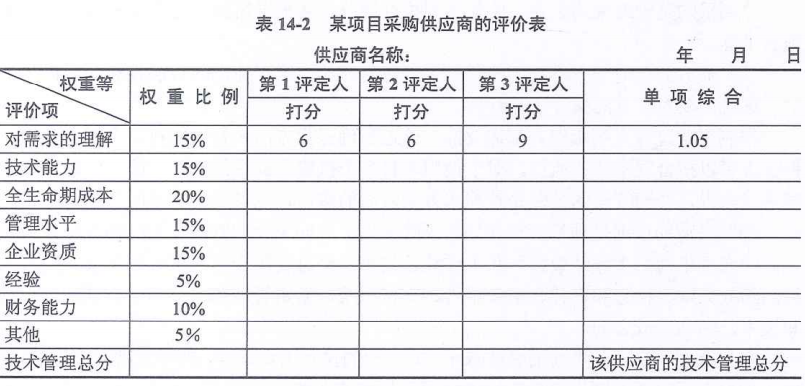 表 14-2 某项目采购供应商的评价表
供应商名称： 年 月 日
权重等
评价项
权重比例 第1评定人 第2评定人 第3评定人 单项综合
打分 打分 打分
对需求的理解 15% 6 6 9 1.05
技术能力 15%
全生命期成本 20%
管理水平 15%
企业资质 15%
经验 5%
财务能力 10%
其他 5%
技术管理总分 该供应商的技术管理总分